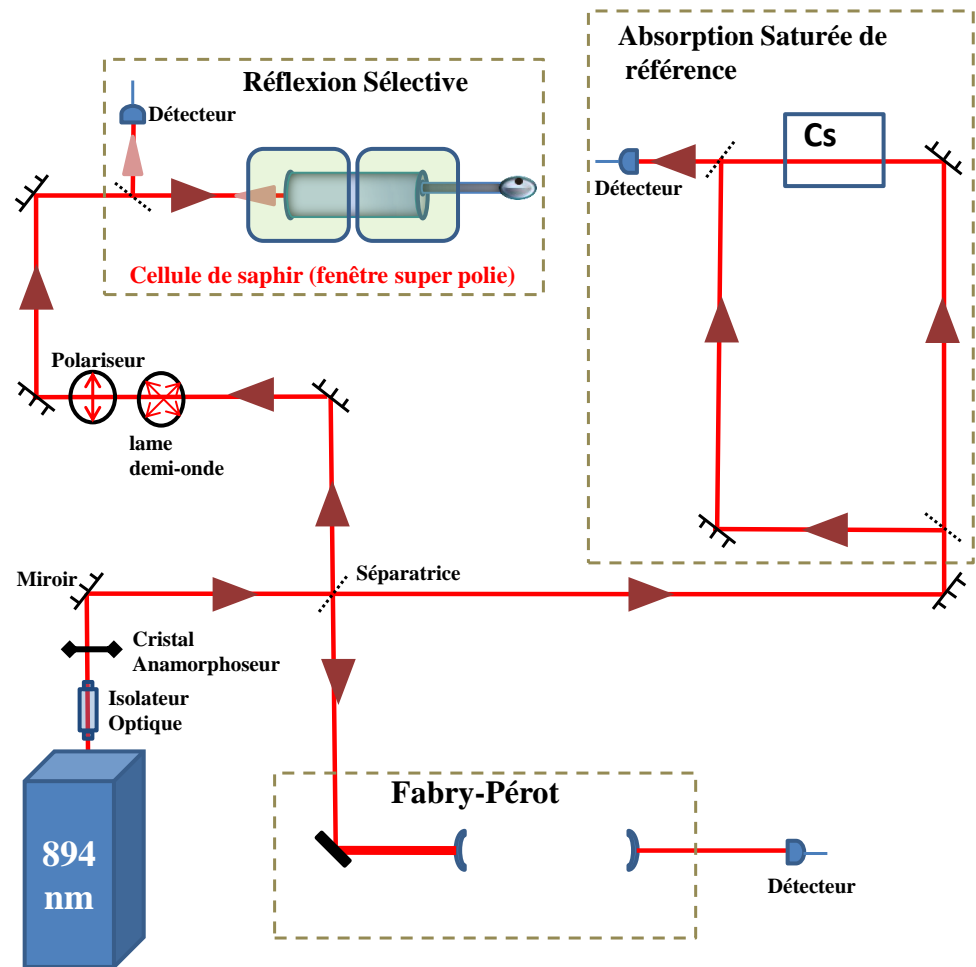 Réflexion Sélective
Détecteur
Cellule de saphir (fenêtre super polie)
Absorption Saturée de
référence
Cs
Détecteur
Polariseur
lame
demi-onde
Miroir
Séparatrice
Cristal
Anamorphoseur
Isolateur
Optique
894
nm
Fabry-Pérot
Détecteur